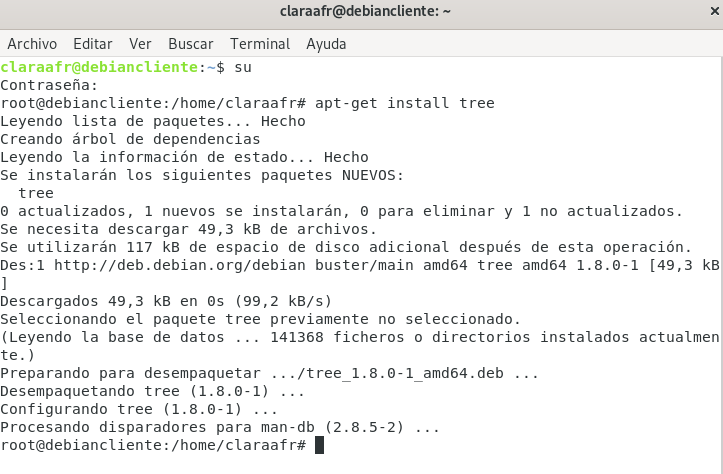 claraafr@debiancliente: ~
Archivo Editar Ver Buscar Terminal Ayuda
claraafr@debiancliente:~$ su
Contraseña:
root@debiancliente:/home/claraafr# apt-get install tree
Leyendo lista de paquetes... Hecho
Creando árbol de dependencias
Leyendo la información de estado... Hecho
Se instalarán los siguientes paquetes NUEVOS:
  tree
0 actualizados, 1 nuevos se instalarán, 0 para eliminar y 1 no actualizados.
Se necesita descargar 49,3 kB de archivos.
Se utilizarán 117 kB de espacio de disco adicional después de esta operación.
Des:1 http://deb.debian.org/debian buster/main amd64 tree amd64 1.8.0-1 [49,3 kB
]
Descargados 49,3 kB en 0s (99,2 kB/s)
Seleccionando el paquete tree previamente no seleccionado.
(Leyendo la base de datos ... 141368 ficheros o directorios instalados actualmen
te.)
Preparando para desempaquetar .../tree_1.8.0-1_amd64.deb ...
Desempaquetando tree (1.8.0-1) ...
Configurando tree (1.8.0-1) ...
Procesando disparadores para man-db (2.8.5-2) ...
root@debiancliente:/home/claraafr#